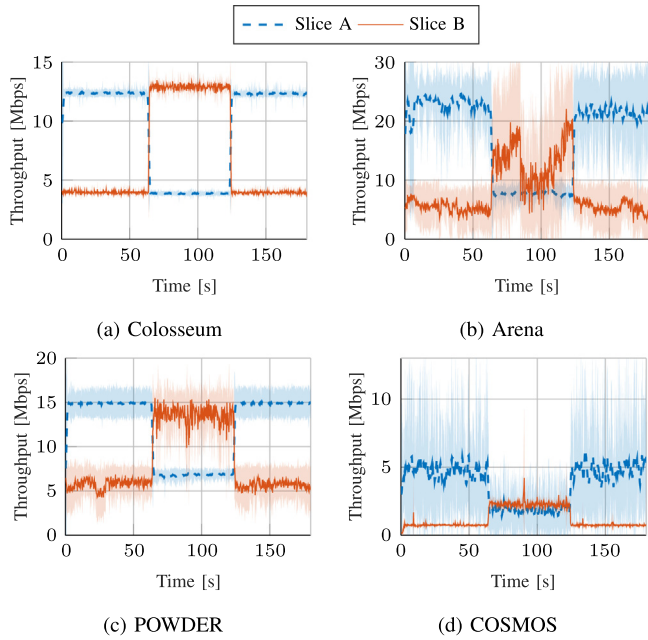 Slice A Slice B
15
10
5
0
0 50 100 150
Throughput [Mbps]
Time [s]
(a) Colosseum
30
20
10
0
0 50 100 150
Throughput [Mbps]
Time [s]
(b) Arena
20
15
10
5
0
0 50 100 150
Throughput [Mbps]
Time [s]
(c) POWDER
10
5
0
0 50 100 150
Throughput [Mbps]
Time [s]
(d) COSMOS